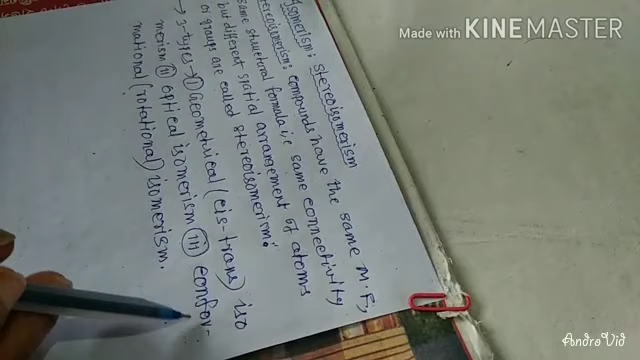 Made with KINEMASTER
Isomerism: stereoisomerism
stereoisomerism: compounds have the same M.F,
same structural formula i.e same connectivity
but different spatial arrangement of atoms
or groups are called stereoisomerism:
→ 3-types → (i) Geometrical (cis-trans) iso
merism (ii) optical isomerism (iii) confor-
mational (rotational) isomerism.
AndroVid